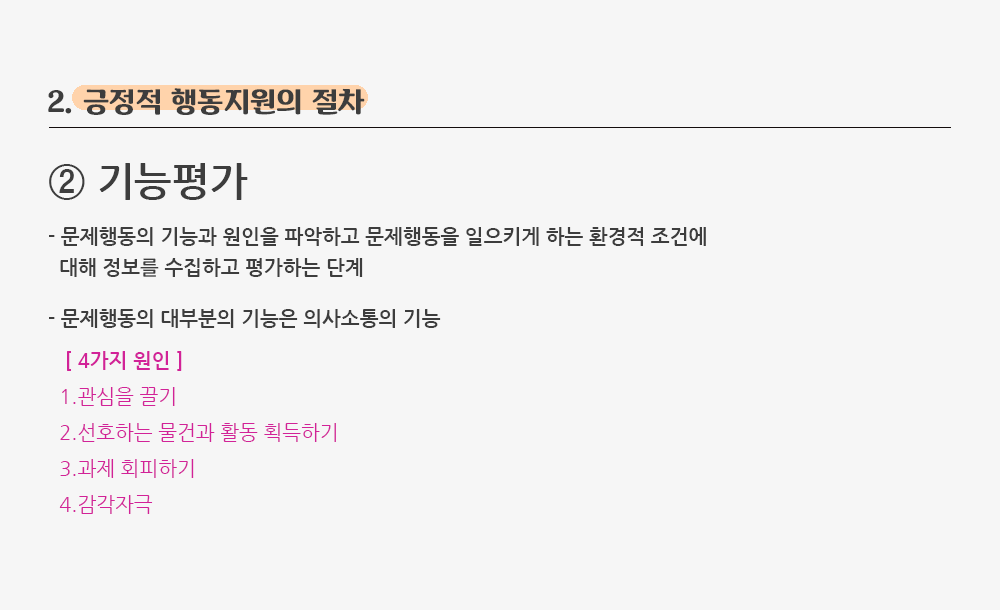 2. 긍정적 행동지원의 절차
② 기능평가
- 문제행동의 기능과 원인을 파악하고 문제행동을 일으키게 하는 환경적 조건에
대해 정보를 수집하고 평가하는 단계
- 문제행동의 대부분의 기능은 의사소통의 기능
[ 4가지 원인 ]
1.관심을 끌기
2.선호하는 물건과 활동 획득하기
3.과제 회피하기
4.감각자극